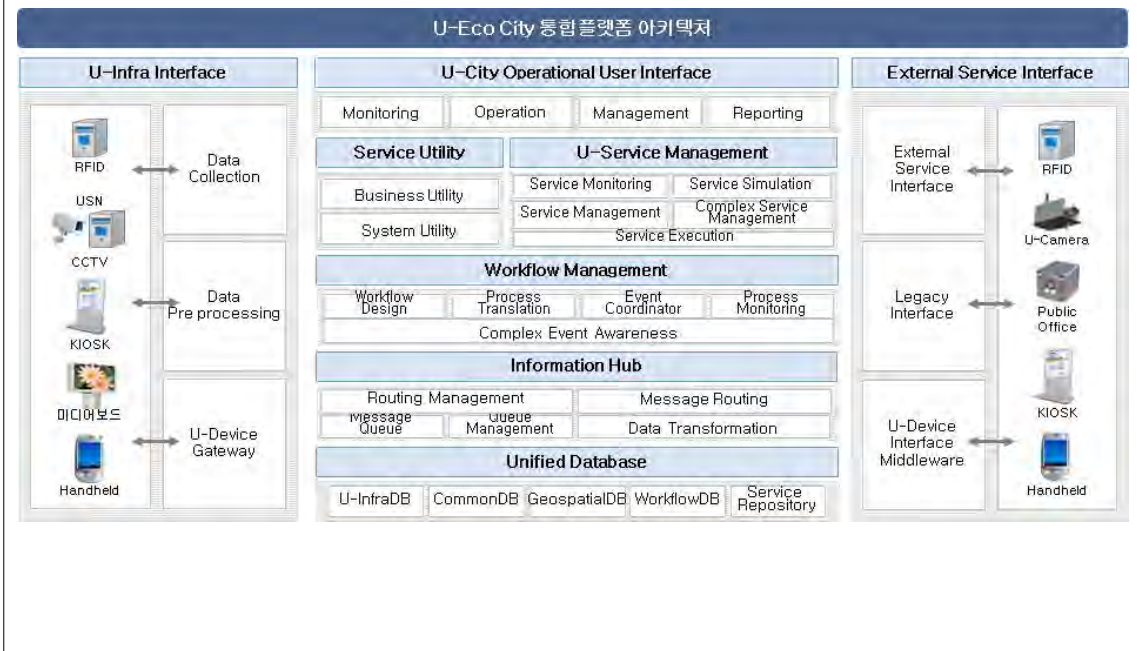 U-Eco City 통합플랫폼 아키텍처
U-Infra Interface
RFID
USN
CCTV
KIOSK
미디어보드
Handheld
Data
Collection
Data
Pre processing
U-Device
Gateway
U-City Operational User Interface
Monitoring
Operation
Management
Reporting
Service Utility
Business Utility
System Utility
U-Service Management
Service Monitoring
Service Simulation
Service Management
Complex Service
Management
Service Execution
Workflow Management
Workflow
Design
Process
Translation
Event
Coordinator
Process
Monitoring
Complex Event Awareness
Information Hub
Routing Management
Message Routing
Message
Queue
Queue
Management
Data Transformation
Unified Database
U-InfraDB
CommonDB
GeospatialDB
WorkflowDB
Service
Repository
External Service Interface
External
Service
Interface
Legacy
Interface
U-Device
Interface
Middleware
RFID
U-Camera
Public
Office
KIOSK
Handheld